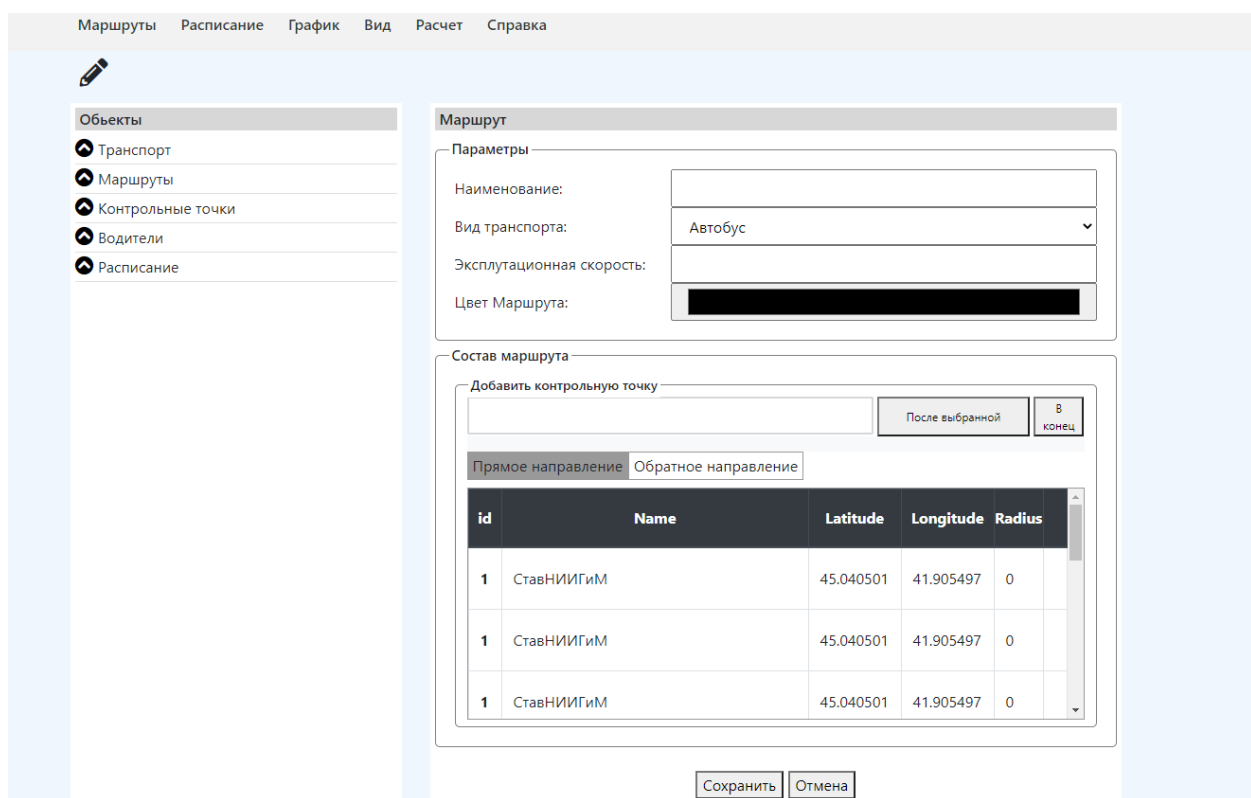 Маршруты Расписание График Вид Расчет Справка
Обьекты
Транспорт
Маршруты
Контрольные точки
Водители
Расписание
Маршрут
Параметры
Наименование:
Вид транспорта: Автобус
Эксплутационная скорость:
Цвет Маршрута:
Состав маршрута
Добавить контрольную точку
После выбранной
В
конец
Прямое направление Обратное направление
id Name Latitude Longitude Radius
1 СтавНИИГиМ 45.040501 41.905497 0
1 СтавНИИГиМ 45.040501 41.905497 0
1 СтавНИИГиМ 45.040501 41.905497 0
Сохранить Отмена